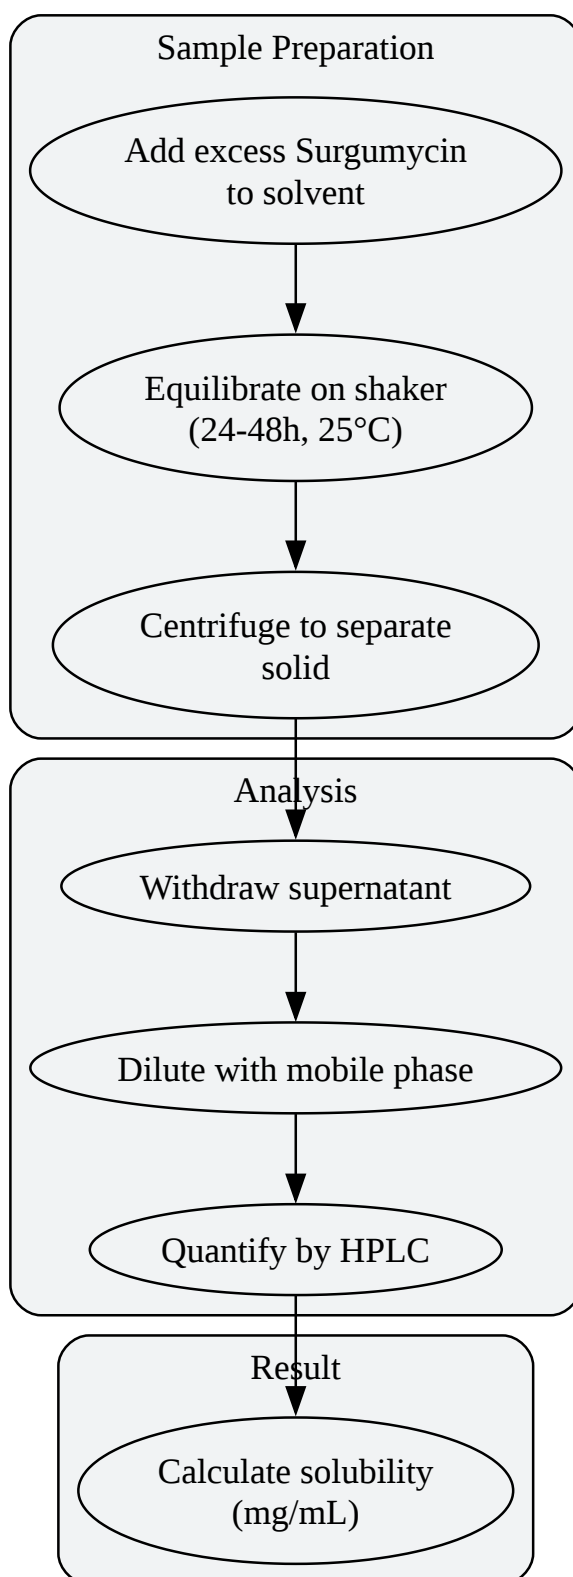 Sample Preparation
Add excess Surgumycin
to solvent
Equilibrate on shaker
(24-48h, 25°C)
Centrifuge to separate
solid
Analysis
Withdraw supernatant
Dilute with mobile phase
Quantify by HPLC
Result
Calculate solubility
(mg/mL)